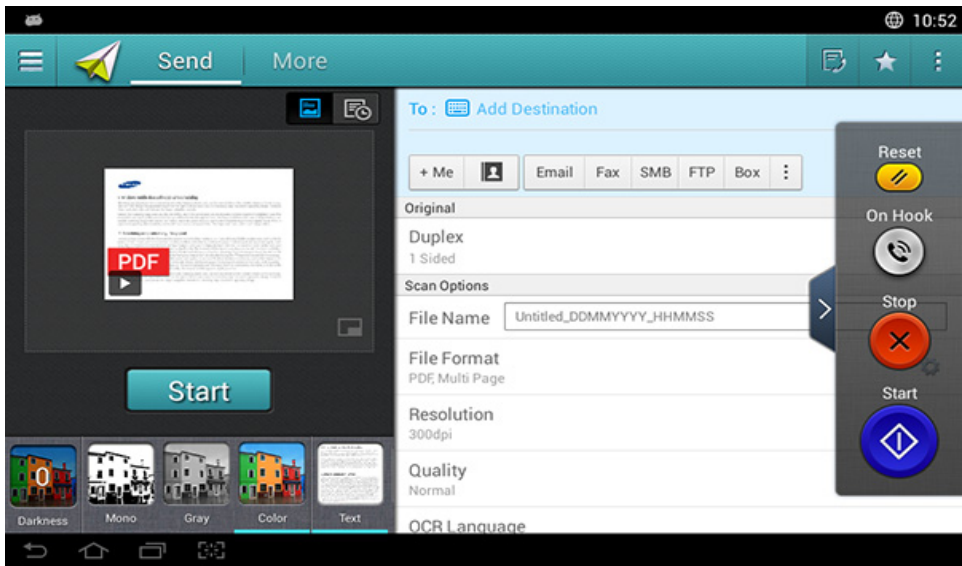 10:52
Send
More
To :
Add Destination
+ Me
Email
Fax
SMB
FTP
Box
Original
Duplex
1 Sided
Scan Options
File Name
Untitled_DDMMYYYY_HHMMSS
File Format
PDF, Multi Page
Resolution
300dpi
Quality
Normal
OCR Language
PDF
Start
0
Darkness
Mono
Gray
Color
Text
Reset
On Hook
Stop
Start